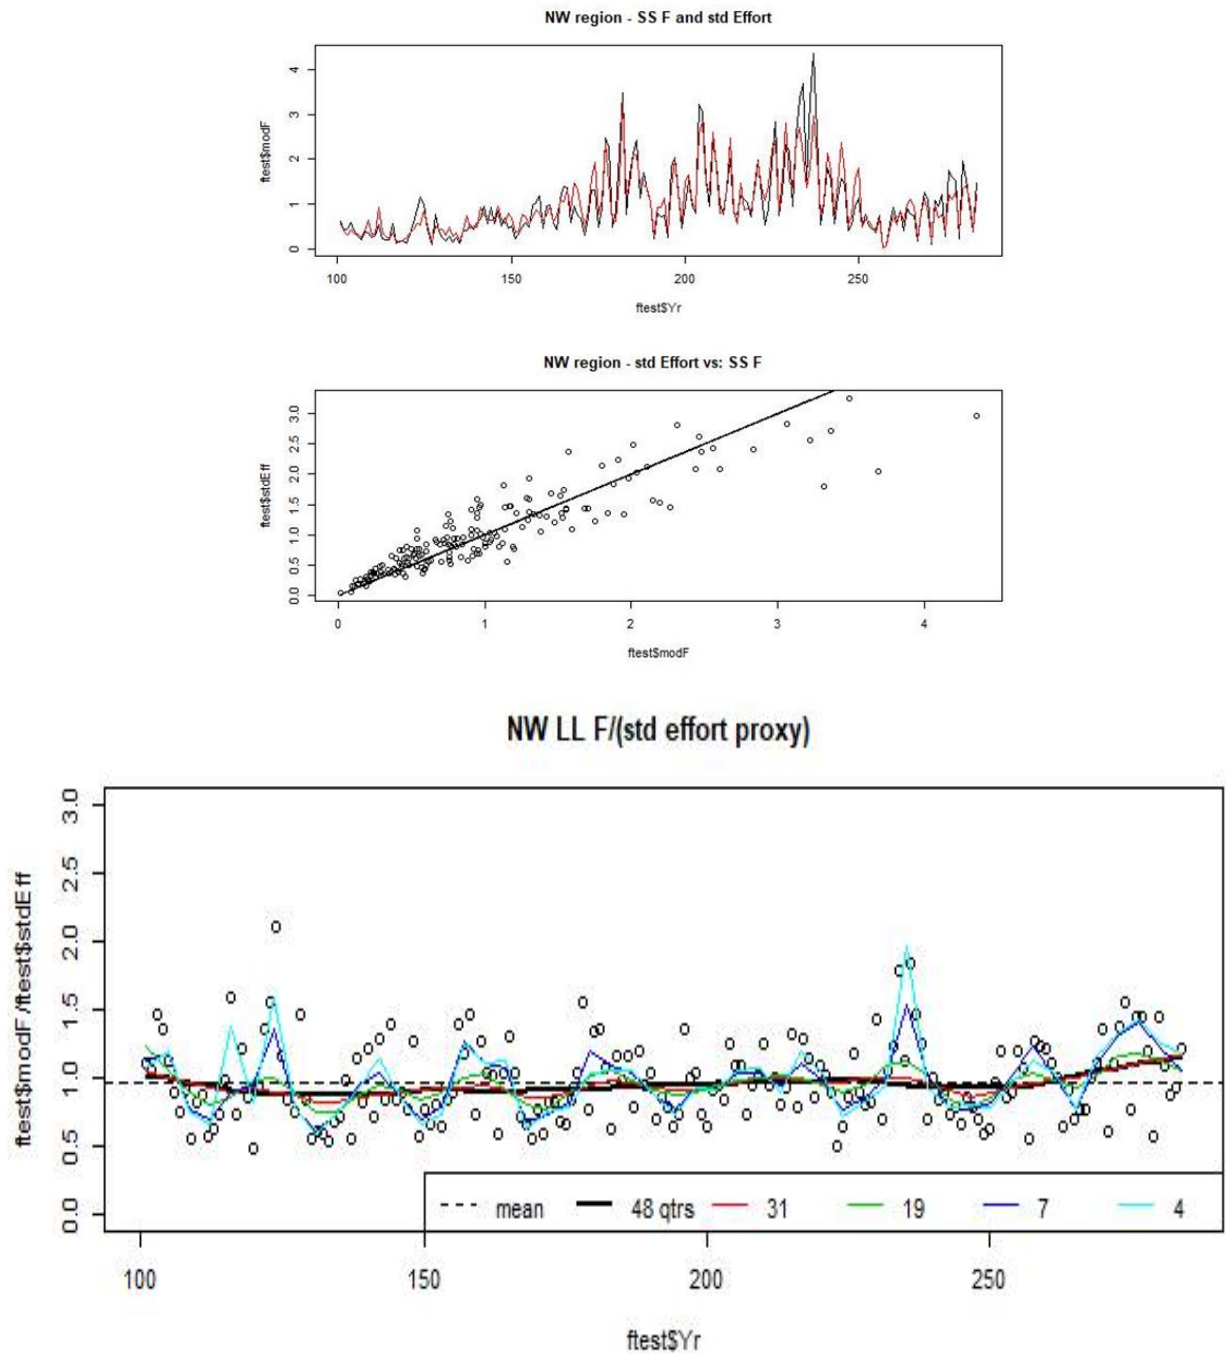 NW region - SS F and std Effort
ftest$modF
4
3
2
1
0
100 150 200 250
ftest$Yr
NW region - std Effort vs: SS F
ftest$stdEff
3.0
2.5
2.0
1.5
1.0
0.5
0.0
0 1 2 3 4
ftest$modF
NW LL F/(std effort proxy)
ftest$modF/ftest$stdEff
3.0
2.5
2.0
1.5
1.0
0.5
0.0
mean 48 qtrs 31 19 7 4
100 150 200 250
ftest$Yr